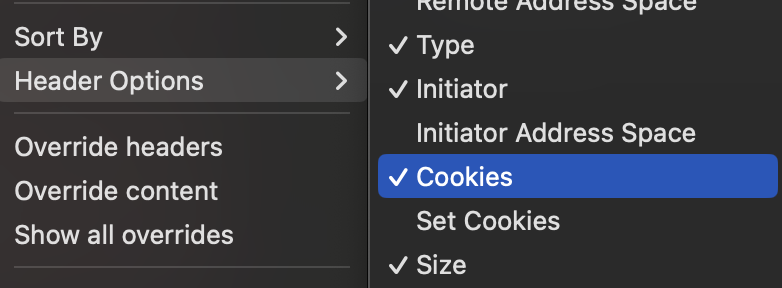 Sort By
Header Options
Override headers
Override content
Show all overrides
Remote Address Space
Type
Initiator
Initiator Address Space
Cookies
Set Cookies
Size